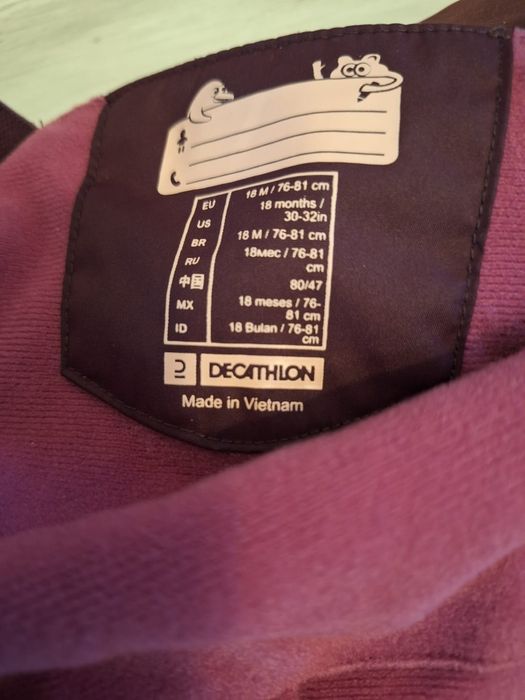 EU 18 M / 76-81 cm
US 18 months /
30-32in
BR 18 M / 76-81 cm
RU 18мес / 76-81
cm
中国 80/47
MX 18 meses / 76-
81 cm
ID 18 Bulan / 76-81
cm
DECATHLON
Made in Vietnam